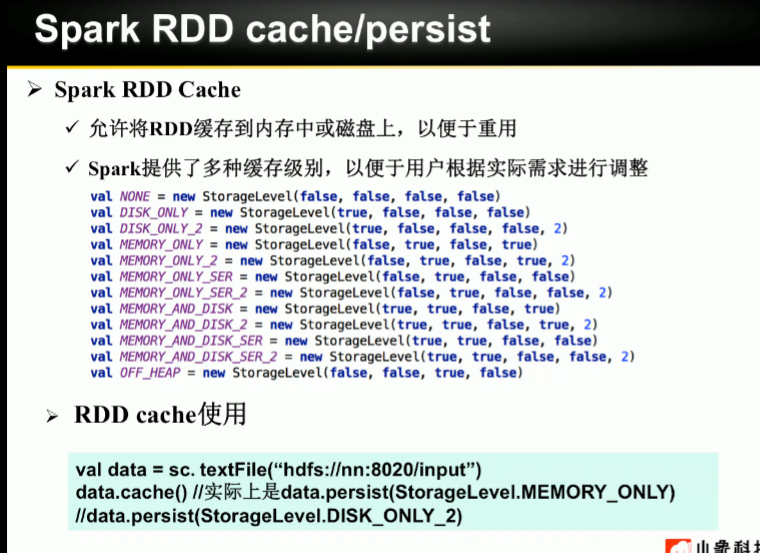 Spark RDD cache/persist
➢ Spark RDD Cache
✓ 允许将RDD缓存到内存中或磁盘上，以便于重用
✓ Spark提供了多种缓存级别，以便于用户根据实际需求进行调整
val NONE = new StorageLevel(false, false, false, false)
val DISK_ONLY = new StorageLevel(true, false, false, false)
val DISK_ONLY_2 = new StorageLevel(true, false, false, false, 2)
val MEMORY_ONLY = new StorageLevel(false, true, false, true)
val MEMORY_ONLY_2 = new StorageLevel(false, true, false, true, 2)
val MEMORY_ONLY_SER = new StorageLevel(false, true, false, false)
val MEMORY_ONLY_SER_2 = new StorageLevel(false, true, false, false, 2)
val MEMORY_AND_DISK = new StorageLevel(true, true, false, true)
val MEMORY_AND_DISK_2 = new StorageLevel(true, true, false, true, 2)
val MEMORY_AND_DISK_SER = new StorageLevel(true, true, false, false)
val MEMORY_AND_DISK_SER_2 = new StorageLevel(true, true, false, false, 2)
val OFF_HEAP = new StorageLevel(false, false, true, false)
➢ RDD cache使用
val data = sc. textFile(“hdfs://nn:8020/input”)
data.cache() //实际上是data.persist(StorageLevel.MEMORY_ONLY)
//data.persist(StorageLevel.DISK_ONLY_2)